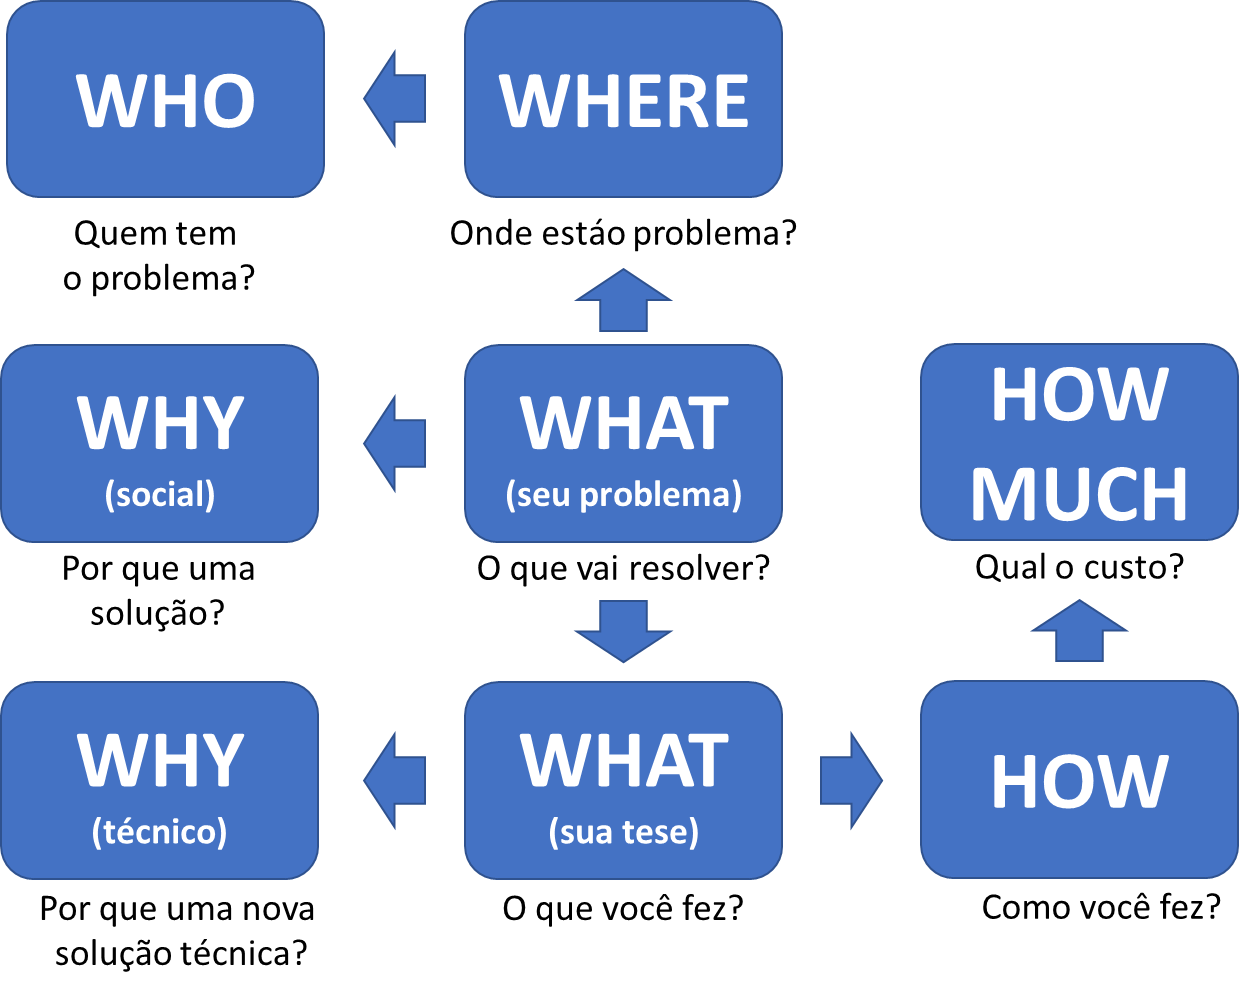 WHO
WHERE
Quem tem
o problema?
Onde estáo problema?
WHY
(social)
WHAT
(seu problema)
HOW
MUCH
Por que uma
solução?
O que vai resolver?
Qual o custo?
WHY
(técnico)
WHAT
(sua tese)
HOW
Por que uma nova
solução técnica?
O que você fez?
Como você fez?